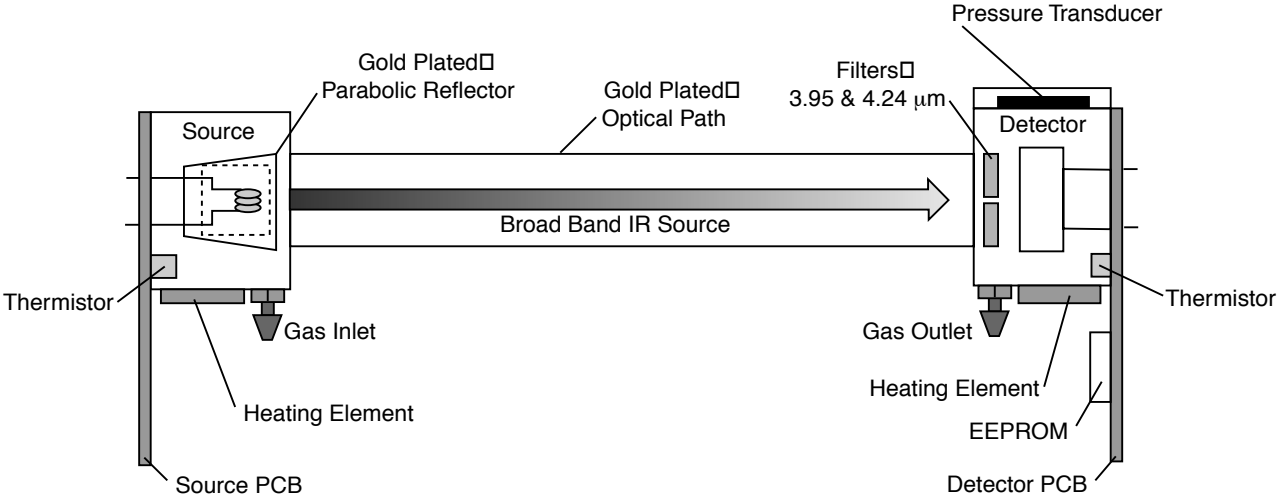 Pressure Transducer
Gold Plated□
Parabolic Reflector
Gold Plated□
Optical Path
Filters□
3.95 & 4.24 μm
Source
Detector
Broad Band IR Source
Thermistor
Thermistor
Gas Inlet
Gas Outlet
Heating Element
Heating Element
EEPROM
Source PCB
Detector PCB